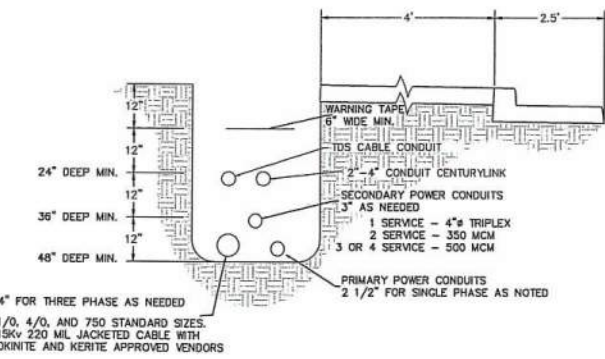 4'
2.5'
12"
WARNING TAPE
6" WIDE MIN.
12"
TDS CABLE CONDUIT
24" DEEP MIN.
2"-4" CONDUIT CENTURYLINK
12"
SECONDARY POWER CONDUITS
3" AS NEEDED
36" DEEP MIN.
1 SERVICE - 4"ø TRIPLEX
2 SERVICE - 350 MCM
12"
3 OR 4 SERVICE - 500 MCM
48" DEEP MIN.
PRIMARY POWER CONDUITS
2 1/2" FOR SINGLE PHASE AS NOTED
4" FOR THREE PHASE AS NEEDED
1/0, 4/0, AND 750 STANDARD SIZES.
15Kv 220 MIL JACKETED CABLE WITH
OKINITE AND KERITE APPROVED VENDORS